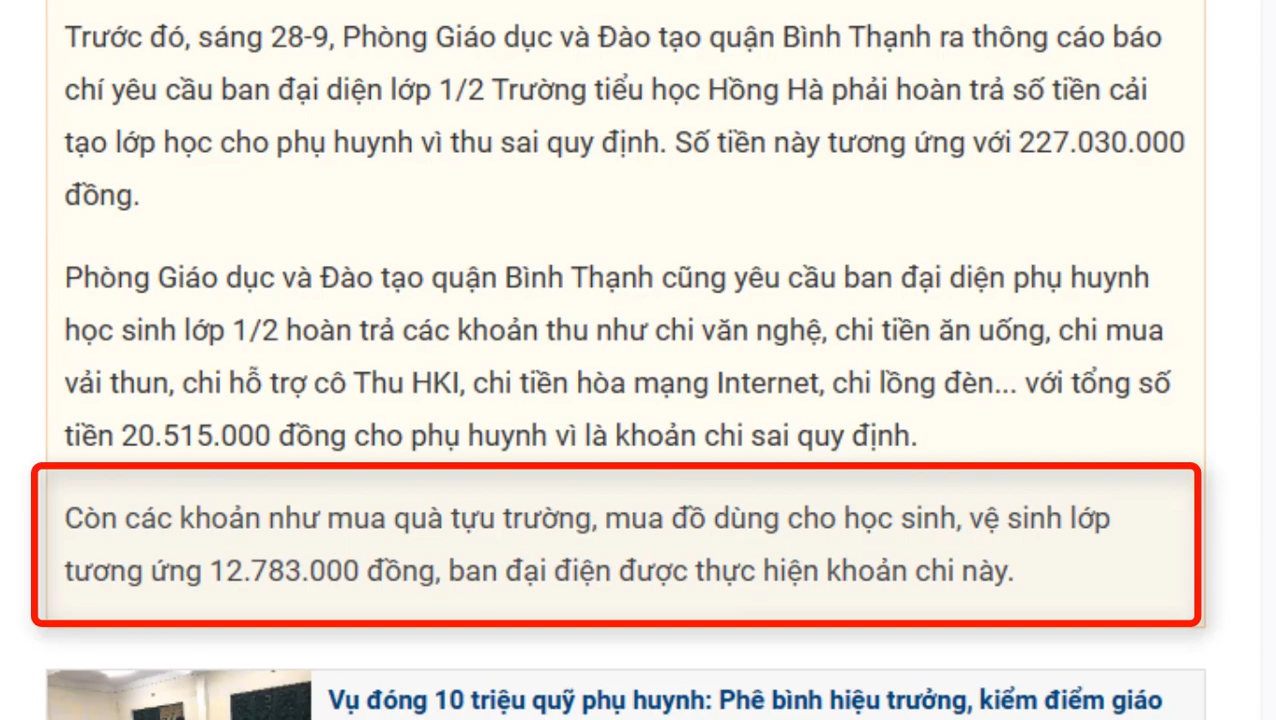 Trước đó, sáng 28-9, Phòng Giáo dục và Đào tạo quận Bình Thạnh ra thông cáo báo
chí yêu cầu ban đại diện lớp 1/2 Trường tiểu học Hồng Hà phải hoàn trả số tiền cải
tạo lớp học cho phụ huynh vì thu sai quy định. Số tiền này tương ứng với 227.030.000
đồng.
Phòng Giáo dục và Đào tạo quận Bình Thạnh cũng yêu cầu ban đại diện phụ huynh
học sinh lớp 1/2 hoàn trả các khoản thu như chi văn nghệ, chi tiền ăn uống, chi mua
vải thun, chi hỗ trợ cô Thu HKI, chi tiền hòa mạng Internet, chi lồng đèn... với tổng số
tiền 20.515.000 đồng cho phụ huynh vì là khoản chi sai quy định.
Còn các khoản như mua quà tựu trường, mua đồ dùng cho học sinh, vệ sinh lớp
tương ứng 12.783.000 đồng, ban đại điện được thực hiện khoản chi này.
Vụ đóng 10 triệu quỹ phụ huynh: Phê bình hiệu trưởng, kiểm điểm giáo